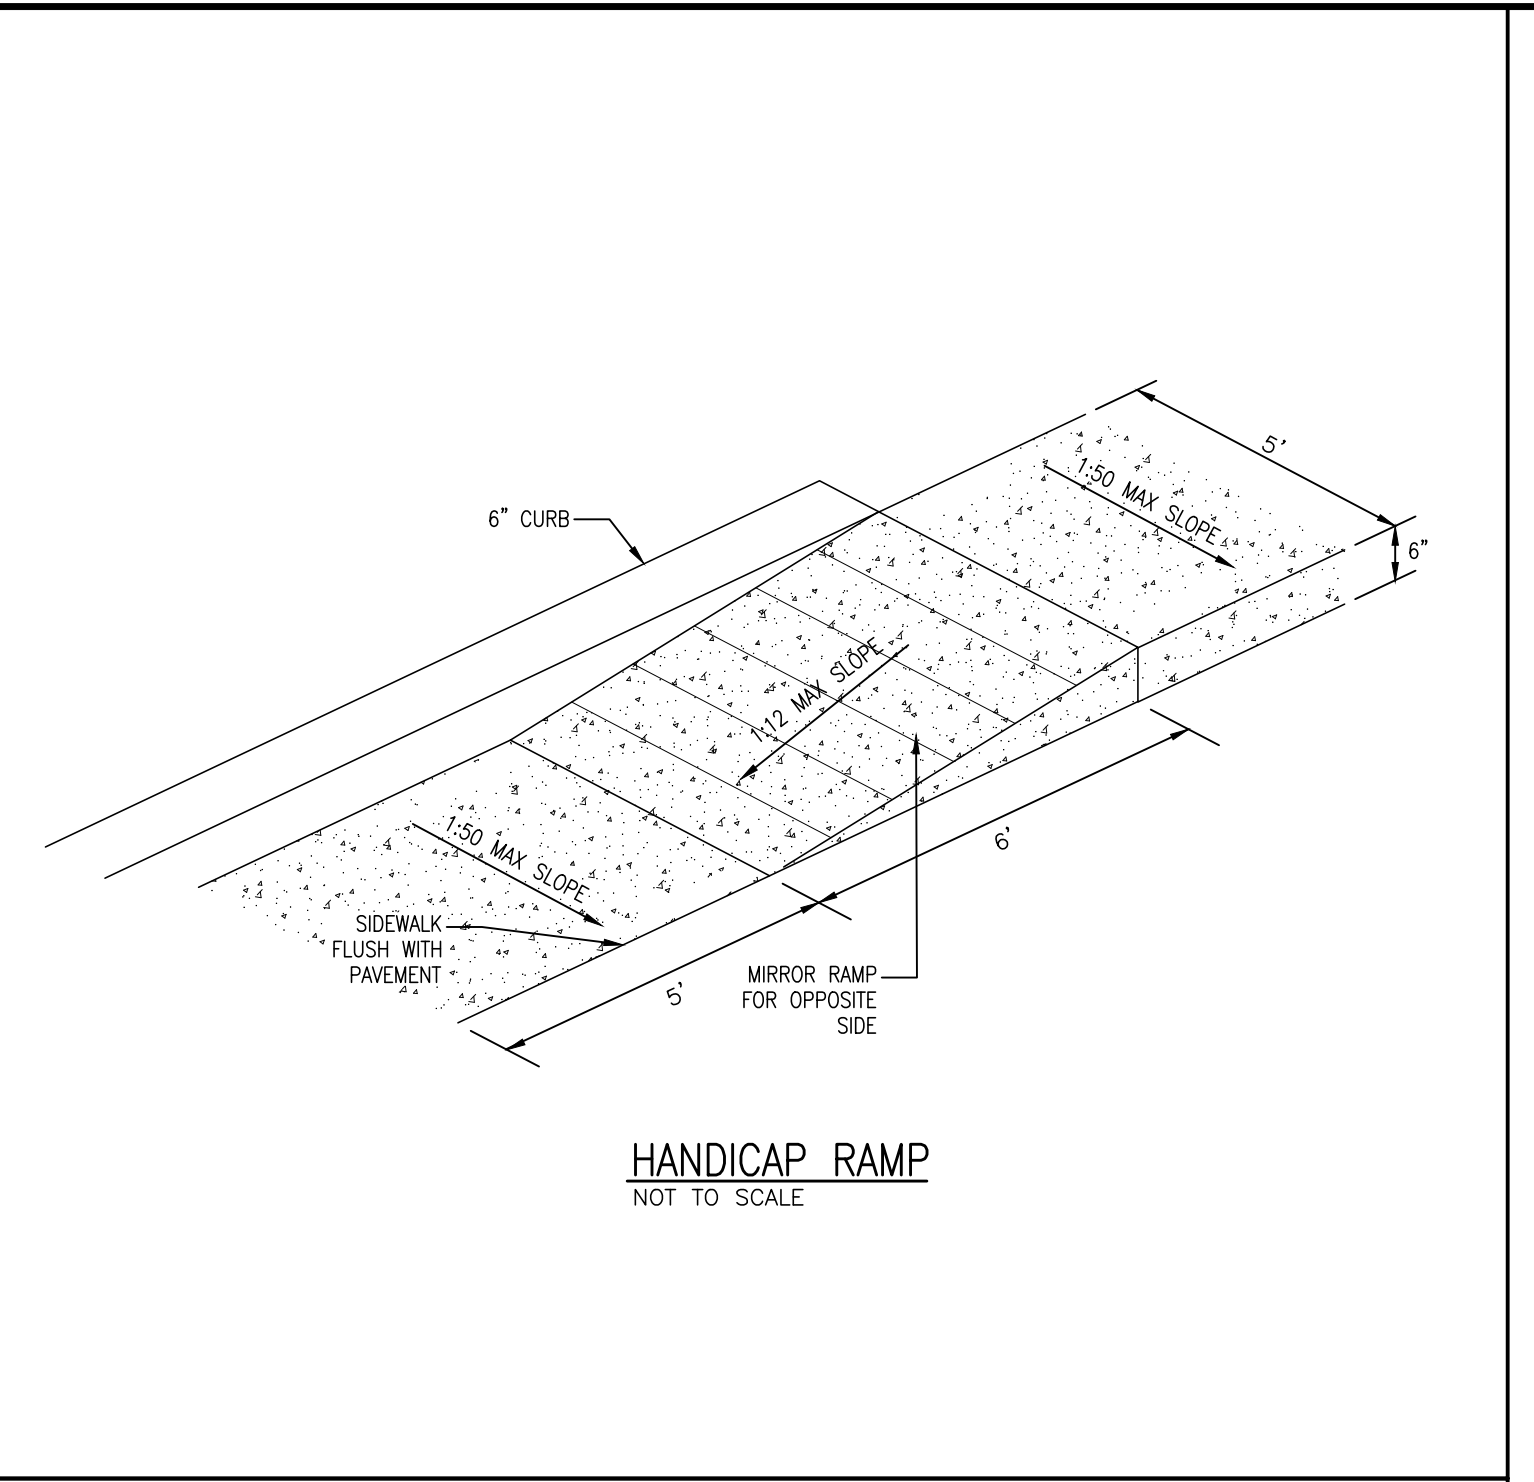 5'
1:50 MAX SLOPE
6" CURB
6"
1:12 MAX SLOPE
1:50 MAX SLOPE
6'
SIDEWALK
FLUSH WITH
PAVEMENT
5'
MIRROR RAMP
FOR OPPOSITE
SIDE
HANDICAP RAMP
NOT TO SCALE